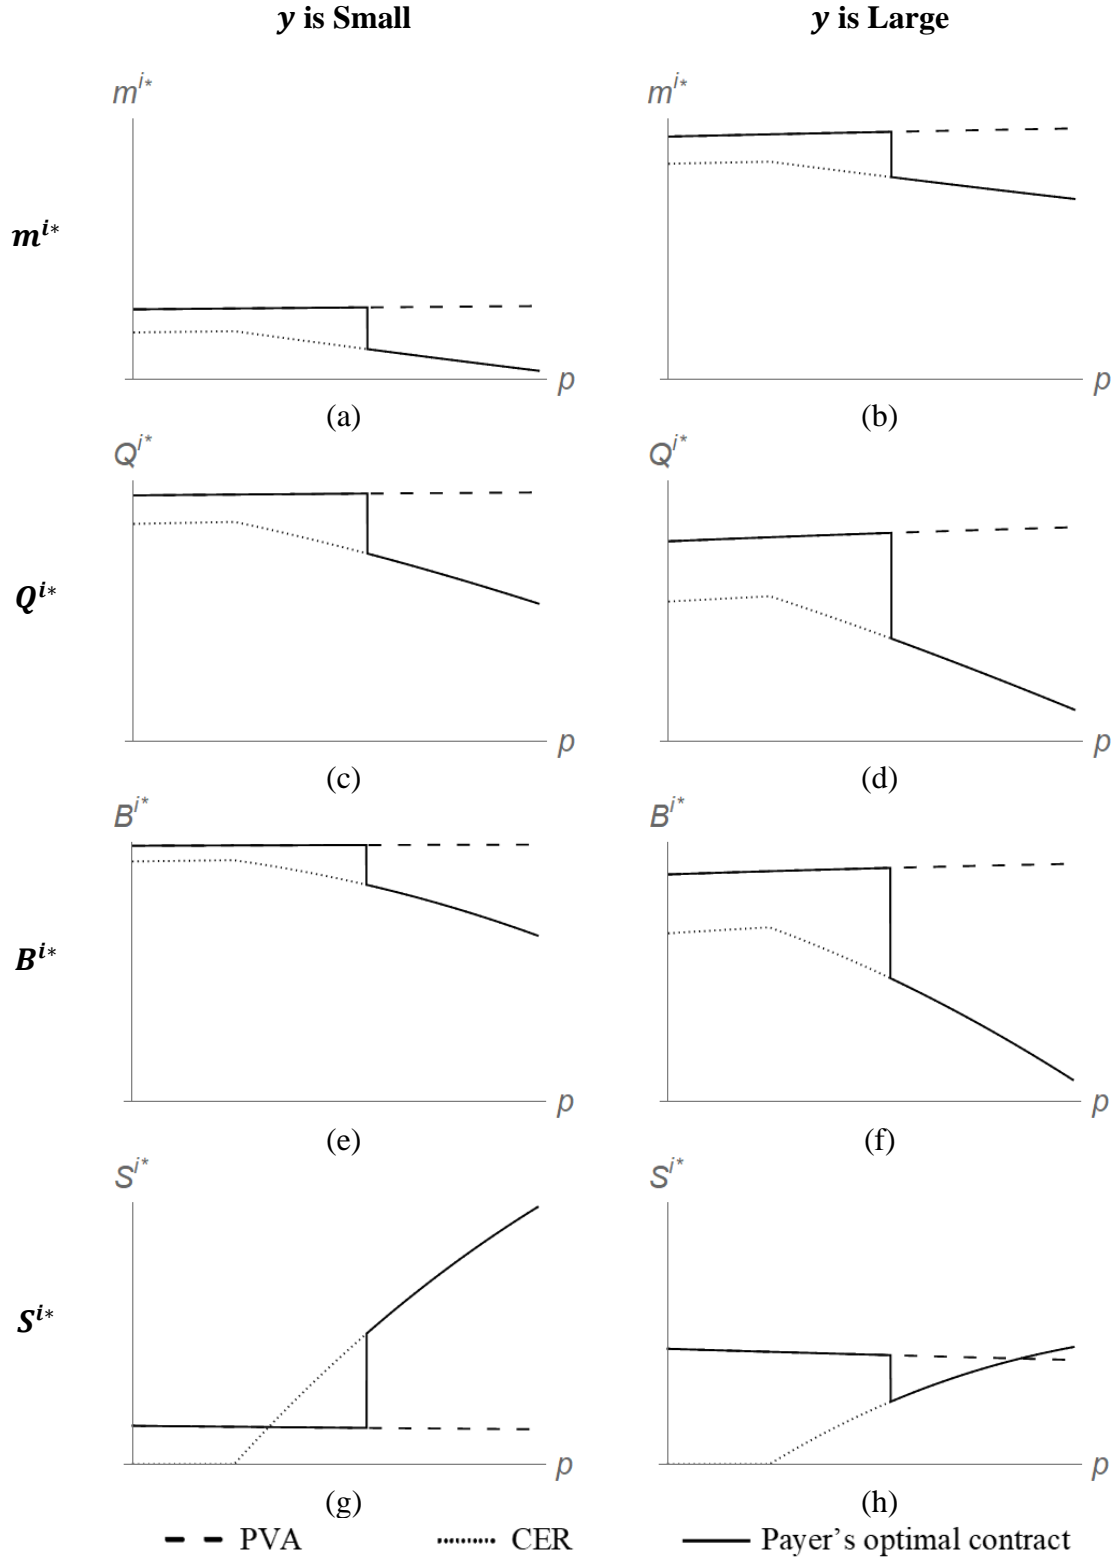 y is Small y is Large
m^{i*} m^{i*}
m^{i*}
p p
(a) (b)
Q^{i*} Q^{i*}
Q^{i*}
p p
(c) (d)
B^{i*} B^{i*}
B^{i*}
p p
(e) (f)
S^{i*} S^{i*}
S^{i*}
p p
(g) (h)
PVA CER Payer's optimal contract